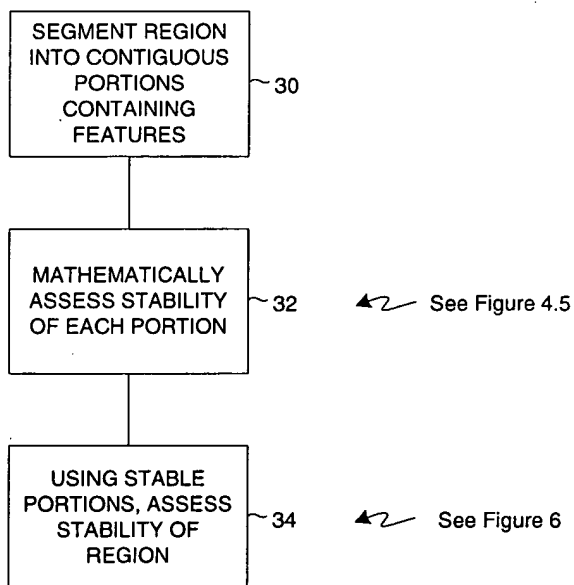 SEGMENT REGION
INTO CONTIGUOUS
PORTIONS
CONTAINING
FEATURES
30
MATHEMATICALLY
ASSESS STABILITY
OF EACH PORTION
32
See Figure 4.5
USING STABLE
PORTIONS, ASSESS
STABILITY OF
REGION
34
See Figure 6